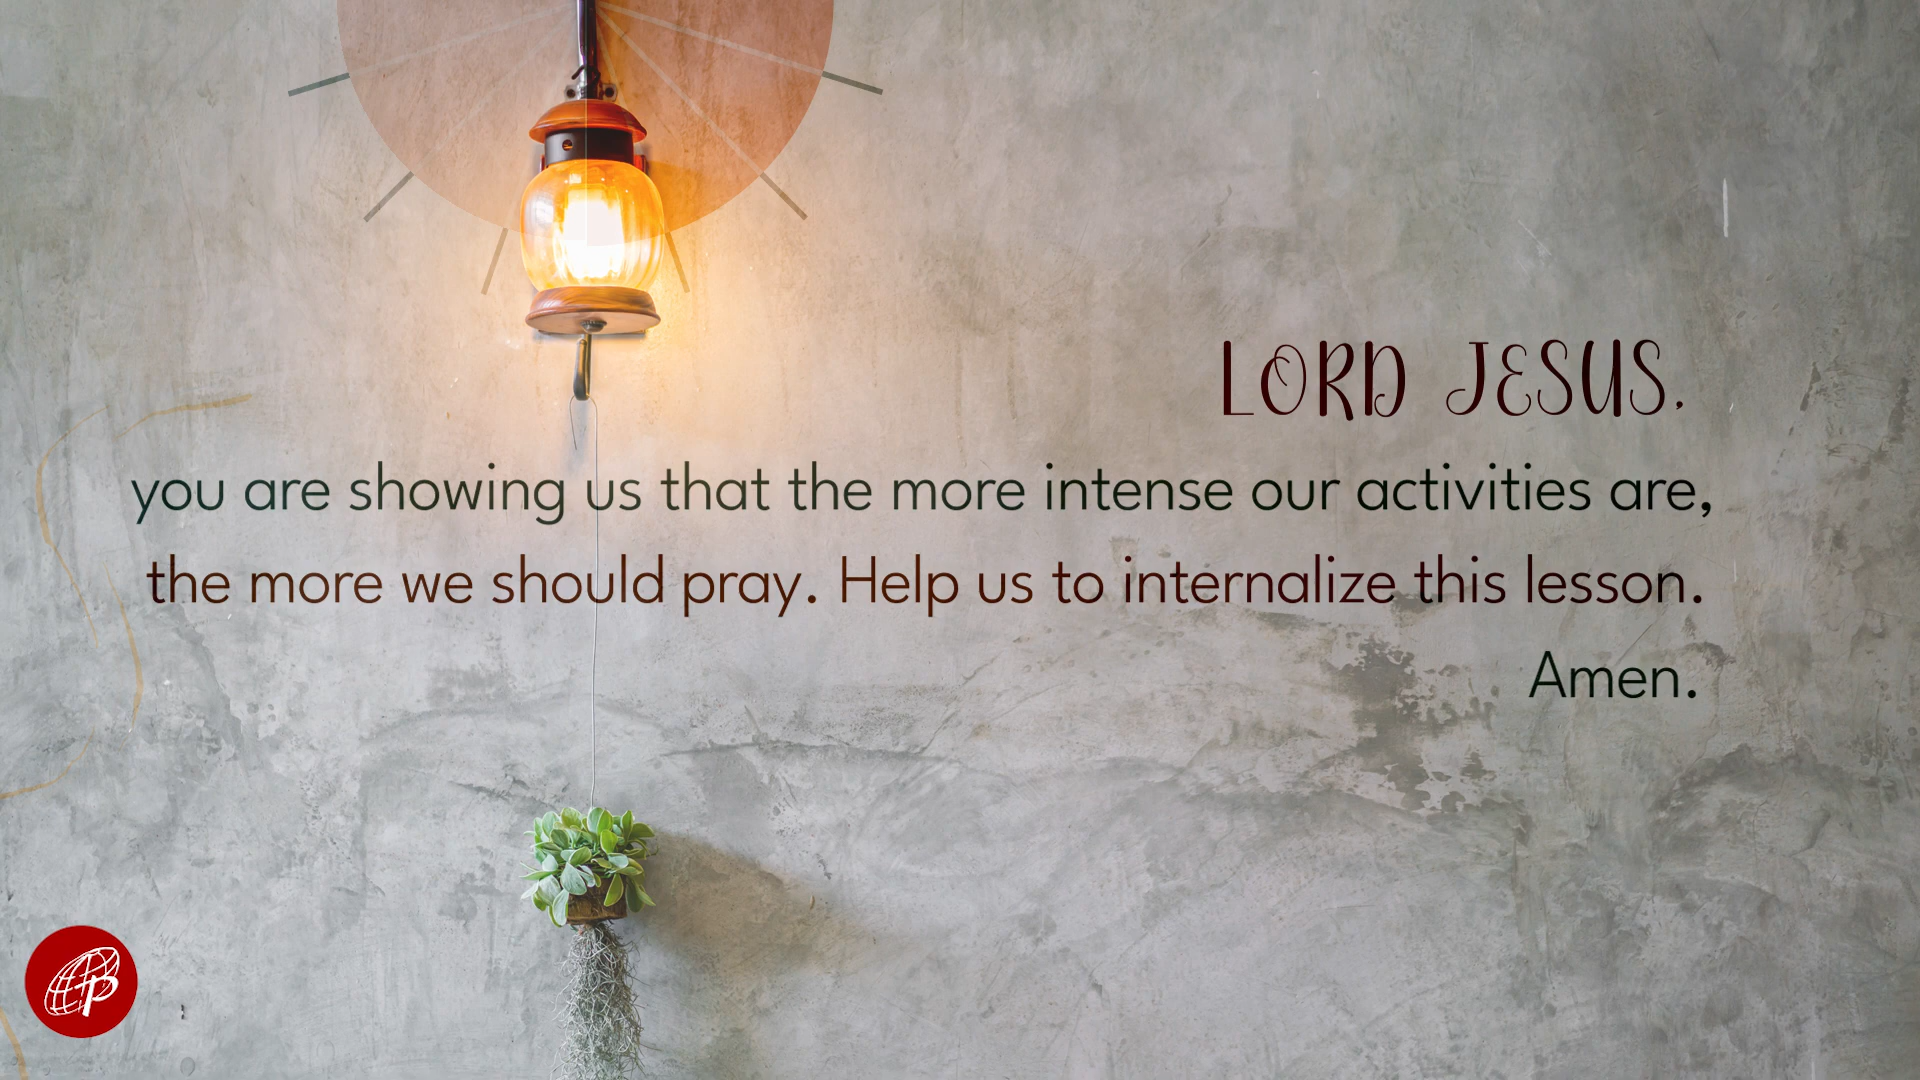 LORD JESUS,
you are showing us that the more intense our activities are,
the more we should pray. Help us to internalize this lesson.
Amen.